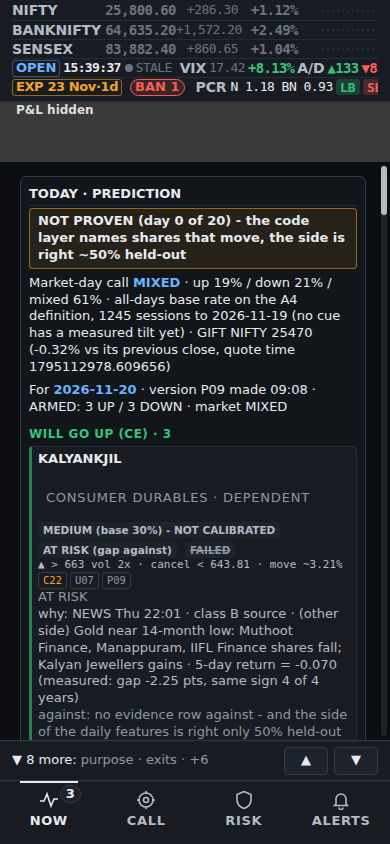 NIFTY 25,800.60 +286.30 +1.12%
BANKNIFTY 64,635.20 +1,572.20 +2.49%
SENSEX 83,882.40 +860.65 +1.04%
OPEN 15:39:37 STALE VIX 17.42 +8.13% A/D ▲133 ▼8
EXP 23 Nov·1d BAN 1 PCR N 1.18 BN 0.93 LB
P&L hidden
TODAY · PREDICTION
NOT PROVEN (day 0 of 20) - the code
layer names shares that move, the side is
right ~50% held-out
Market-day call MIXED · up 19% / down 21% /
mixed 61% · all-days base rate on the A4
definition, 1245 sessions to 2026-11-19 (no cue
has a measured tilt yet) · GIFT NIFTY 25470
(-0.32% vs its previous close, quote time
1795112978.609656)
For 2026-11-20 · version P09 made 09:08 ·
ARMED: 3 UP / 3 DOWN · market MIXED
WILL GO UP (CE) · 3
KALYANKJIL
CONSUMER DURABLES · DEPENDENT
MEDIUM (base 30%) - NOT CALIBRATED
AT RISK (gap against) FAILED
▲ > 663 vol 2x · cancel < 643.81 · move ~3.21%
C22 U07 P09
AT RISK
why: NEWS Thu 22:01 · class B source · (other
side) Gold near 14-month low: Muthoot
Finance, Manappuram, IIFL Finance shares fall;
Kalyan Jewellers gains · 5-day return = -0.070
(measured: gap -2.25 pts, same sign 4 of 4
years)
against: no evidence row against - and the side
of the daily features is right only 50% held-out
▼ 8 more: purpose · exits · +6 ▲ ▼
3
NOW CALL RISK ALERTS